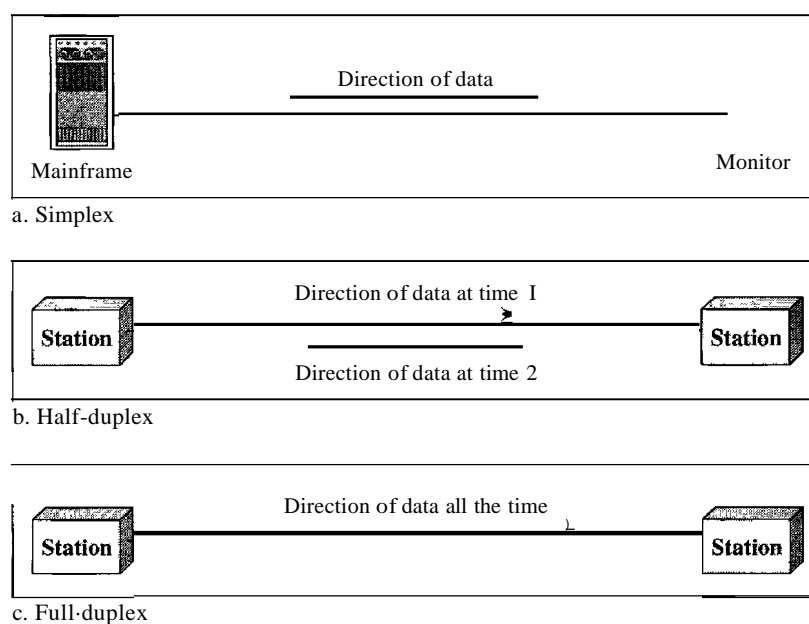 Direction of data
Mainframe
Monitor
a. Simplex
Direction of data at time I
Station
Station
Direction of data at time 2
b. Half-duplex
Direction of data all the time
Station
Station
c. Full·duplex